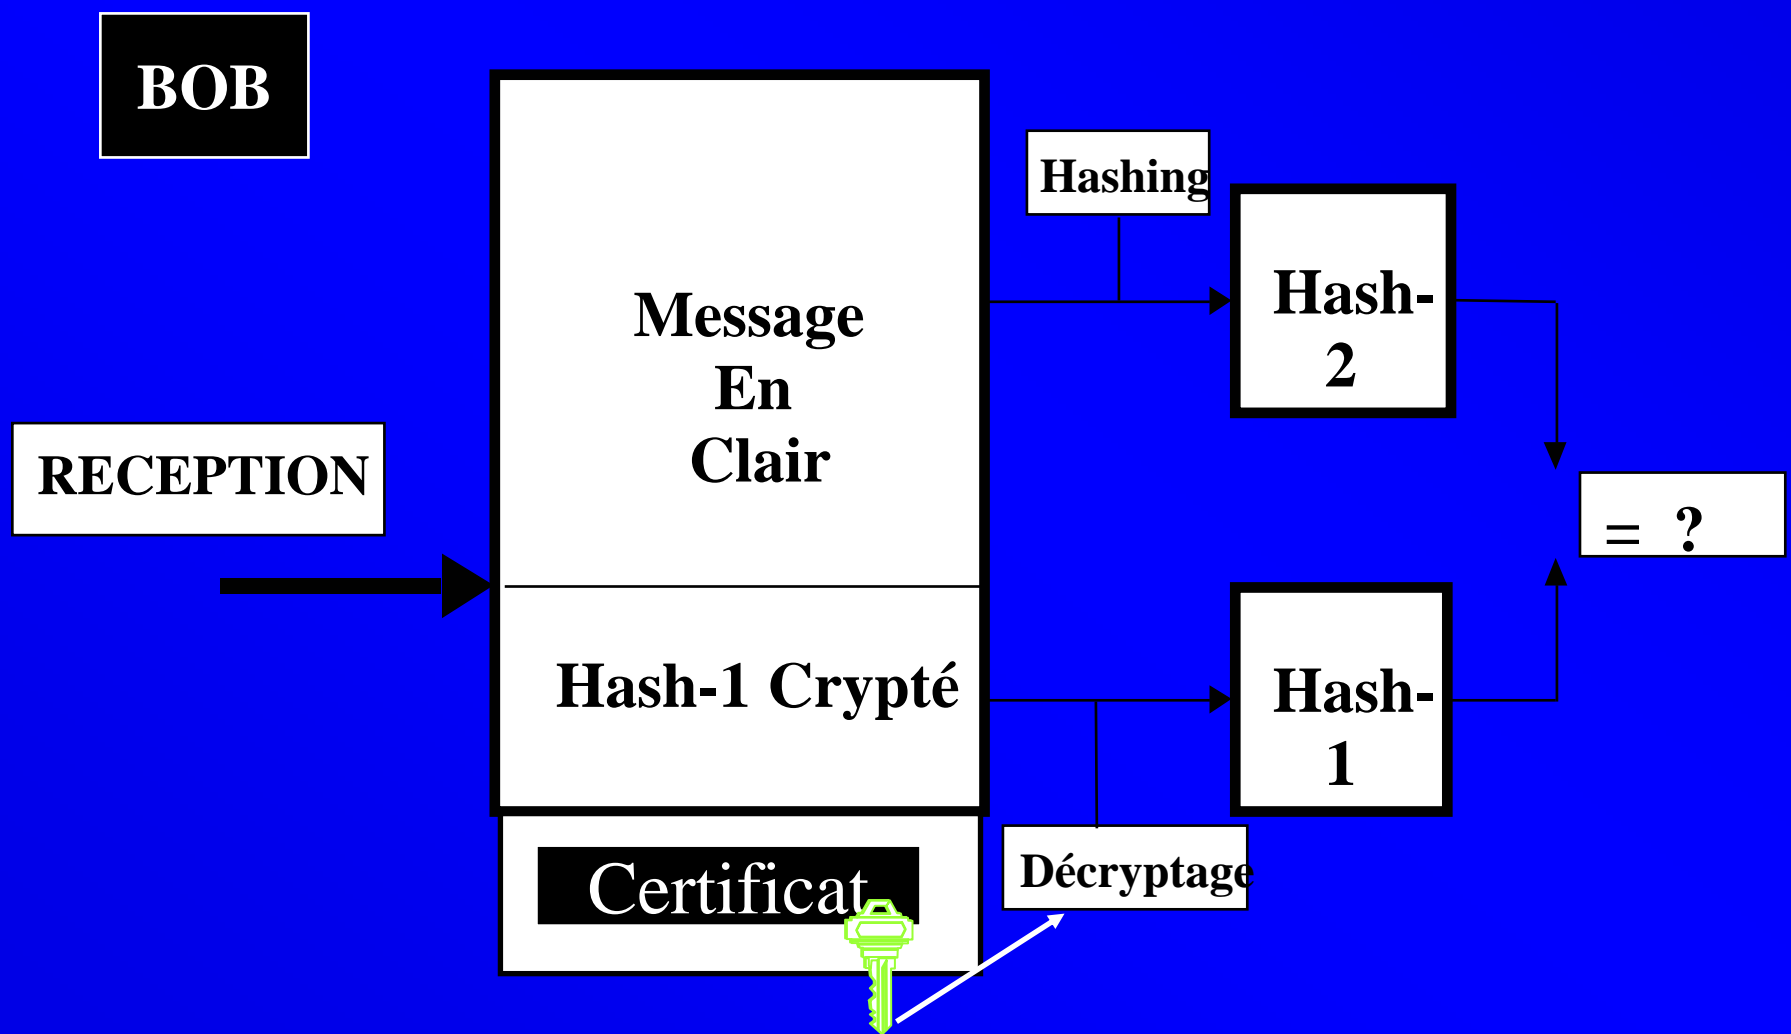 BOB
Hashing
Hash-
2
Message
En
Clair
RECEPTION
= ?
Hash-1 Crypté
Hash-
1
Certificat
Décryptage